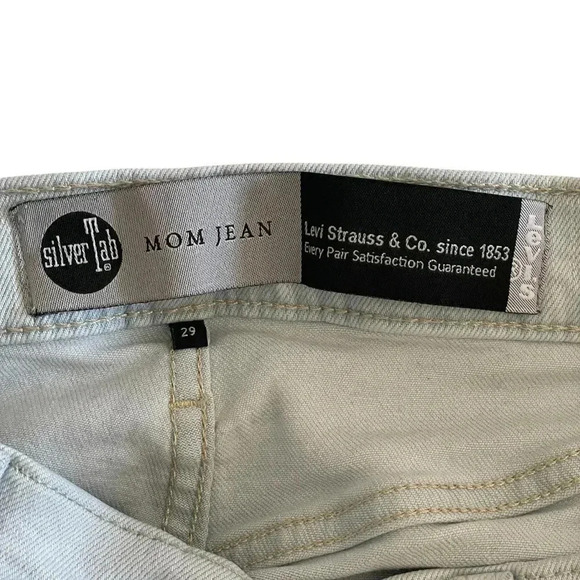 silverTab®
MOM JEAN
Levi Strauss & Co. since 1853
Every Pair Satisfaction Guaranteed
Levi's®
29